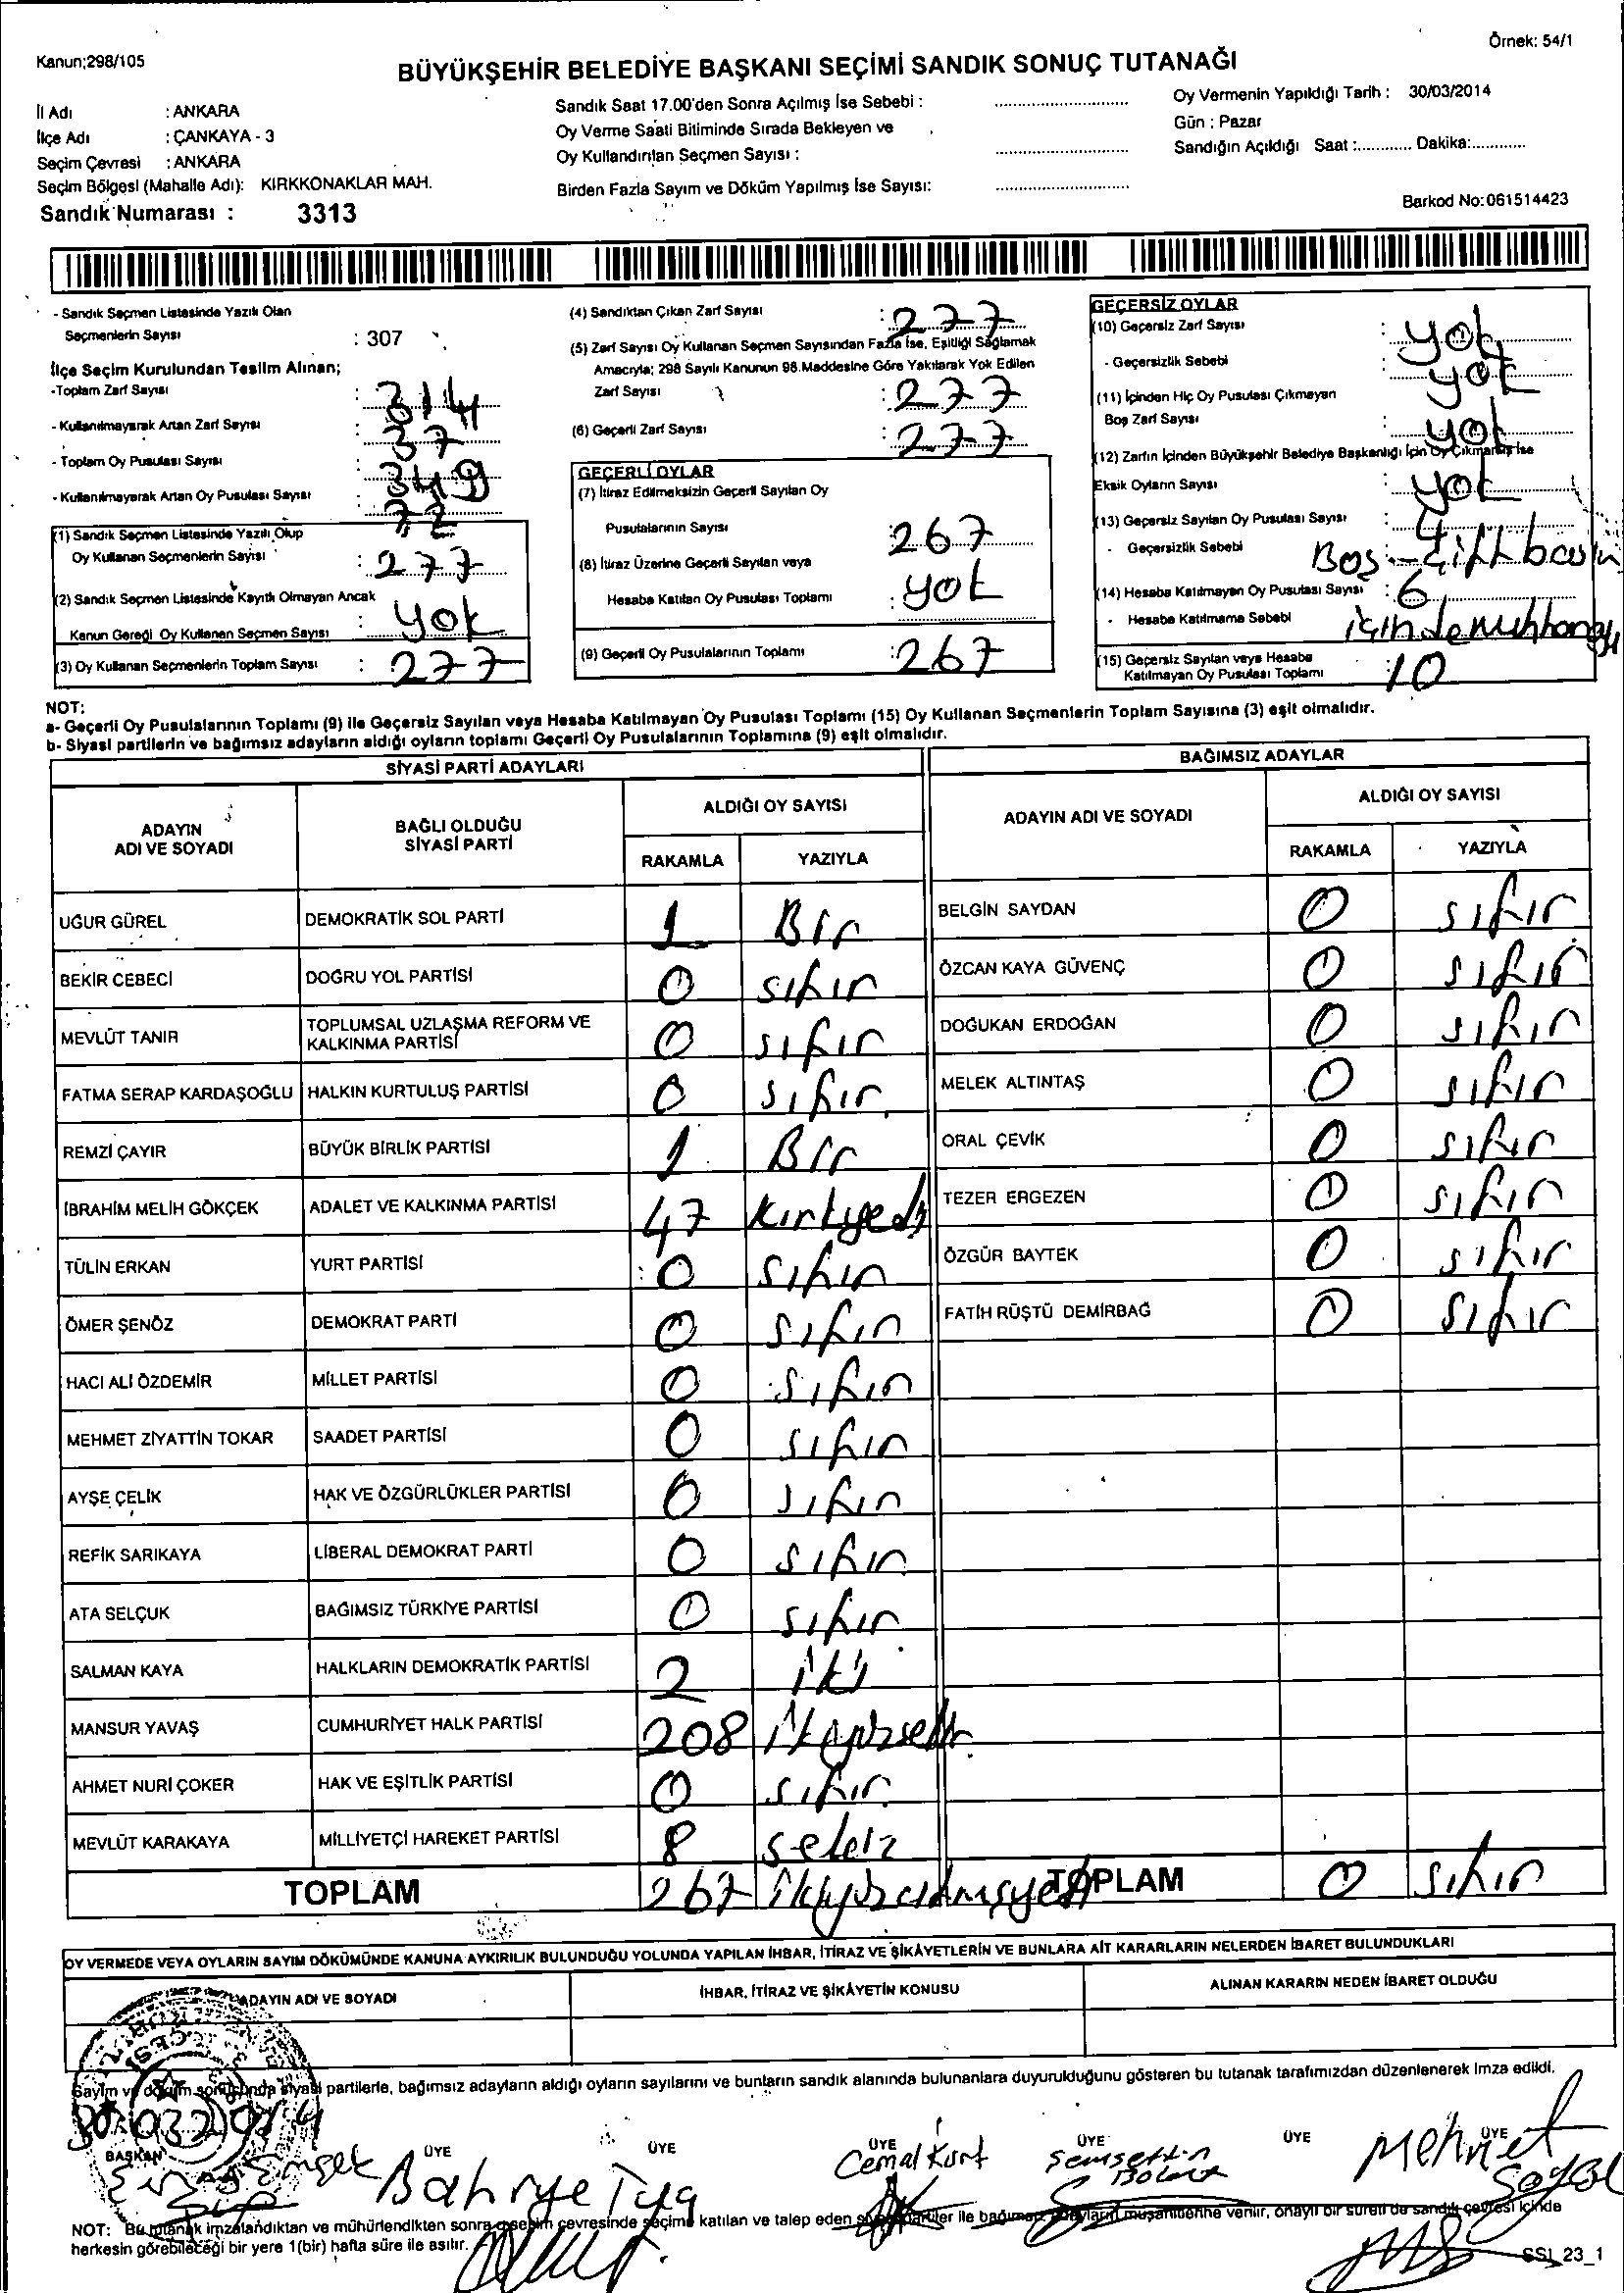 Örnek: 54/1
Kanun;298/105
BÜYÜKŞEHİR BELEDİYE BAŞKANI SEÇİMİ SANDIK SONUÇ TUTANAĞI
İl Adı : ANKARA
İlçe Adı : ÇANKAYA - 3
Seçim Çevresi : ANKARA
Seçim Bölgesi (Mahalle Adı): KIRKKONAKLAR MAH.
Sandık Numarası : 3313
Sandık Saat 17.00'den Sonra Açılmış İse Sebebi :
Oy Verme Saati Bitiminde Sırada Bekleyen ve
Oy Kullandırılan Seçmen Sayısı :
Birden Fazla Sayım ve Döküm Yapılmış İse Sayısı:
Oy Vermenin Yapıldığı Tarih : 30/03/2014
Gün : Pazar
Sandığın Açıldığı Saat :............ Dakika:............
Barkod No:061514423
- Sandık Seçmen Listesinde Yazılı Olan
Seçmenlerin Sayısı : 307
İlçe Seçim Kurulundan Teslim Alınan;
-Toplam Zarf Sayısı : 314
- Kullanılmayarak Artan Zarf Sayısı : 37
- Toplam Oy Pusulası Sayısı : 349
- Kullanılmayarak Artan Oy Pusulası Sayısı : 72
(1) Sandık Seçmen Listesinde Yazılı Olup
Oy Kullanan Seçmenlerin Sayısı : 277
(2) Sandık Seçmen Listesinde Kayıtlı Olmayan Ancak
Kanun Gereği Oy Kullanan Seçmen Sayısı : yok
(3) Oy Kullanan Seçmenlerin Toplam Sayısı : 277
(4) Sandıktan Çıkan Zarf Sayısı : 277
(5) Zarf Sayısı Oy Kullanan Seçmen Sayısından Fazla İse, Eşitliği Sağlamak
Amacıyla; 298 Sayılı Kanunun 98.Maddesine Göre Yakılarak Yok Edilen
Zarf Sayısı : 277
(6) Geçerli Zarf Sayısı : 277
GEÇERLİ OYLAR
(7) İtiraz Edilmeksizin Geçerli Sayılan Oy
Pusulalarının Sayısı : 267
(8) İtiraz Üzerine Geçerli Sayılan veya
Hesaba Katılan Oy Pusulası Toplamı : yok
(9) Geçerli Oy Pusulalarının Toplamı : 267
GEÇERSİZ OYLAR
(10) Geçersiz Zarf Sayısı : yok
- Geçersizlik Sebebi : yok
(11) İçinden Hiç Oy Pusulası Çıkmayan
Boş Zarf Sayısı : yok
(12) Zarfın İçinden Büyükşehir Belediye Başkanlığı İçin Oy Çıkmamış İse
Eksik Oyların Sayısı : yok
(13) Geçersiz Sayılan Oy Pusulası Sayısı : 4
- Geçersizlik Sebebi Boş - Çift
(14) Hesaba Katılmayan Oy Pusulası Sayısı : 6
- Hesaba Katılmama Sebebi
(15) Geçersiz Sayılan veya Hesaba
Katılmayan Oy Pusulası Toplamı : 10
NOT:
a- Geçerli Oy Pusulalarının Toplamı (9) ile Geçersiz Sayılan veya Hesaba Katılmayan Oy Pusulası Toplamı (15) Oy Kullanan Seçmenlerin Toplam Sayısına (3) eşit olmalıdır.
b- Siyasi partilerin ve bağımsız adayların aldığı oyların toplamı Geçerli Oy Pusulalarının Toplamına (9) eşit olmalıdır.
SİYASİ PARTİ ADAYLARI
ADAYIN ADI VE SOYADI BAĞLI OLDUĞU SİYASİ PARTİ ALDIĞI OY SAYISI
RAKAMLA YAZIYLA
UĞUR GÜREL DEMOKRATİK SOL PARTİ 1 Bir
BEKİR CEBECİ DOĞRU YOL PARTİSİ 0 sıfır
MEVLÜT TANIR TOPLUMSAL UZLAŞMA REFORM VE KALKINMA PARTİSİ 0 sıfır
FATMA SERAP KARDAŞOĞLU HALKIN KURTULUŞ PARTİSİ 0 sıfır
REMZİ ÇAYIR BÜYÜK BİRLİK PARTİSİ 1 Bir
İBRAHİM MELİH GÖKÇEK ADALET VE KALKINMA PARTİSİ 47 kırkyedi
TÜLİN ERKAN YURT PARTİSİ 0 sıfır
ÖMER ŞENÖZ DEMOKRAT PARTİ 0 sıfır
HACI ALİ ÖZDEMİR MİLLET PARTİSİ 0 sıfır
MEHMET ZİYATTİN TOKAR SAADET PARTİSİ 0 sıfır
AYŞE ÇELİK HAK VE ÖZGÜRLÜKLER PARTİSİ 0 sıfır
REFİK SARIKAYA LİBERAL DEMOKRAT PARTİ 0 sıfır
ATA SELÇUK BAĞIMSIZ TÜRKİYE PARTİSİ 0 sıfır
SALMAN KAYA HALKLARIN DEMOKRATİK PARTİSİ 2 iki
MANSUR YAVAŞ CUMHURİYET HALK PARTİSİ 208 ikiyüzsekiz
AHMET NURİ ÇOKER HAK VE EŞİTLİK PARTİSİ 0 sıfır
MEVLÜT KARAKAYA MİLLİYETÇİ HAREKET PARTİSİ 8 sekiz
TOPLAM 267 ikiyüzaltmışyedi
BAĞIMSIZ ADAYLAR
ADAYIN ADI VE SOYADI ALDIĞI OY SAYISI
RAKAMLA YAZIYLA
BELGİN SAYDAN 0 sıfır
ÖZCAN KAYA GÜVENÇ 0 sıfır
DOĞUKAN ERDOĞAN 0 sıfır
MELEK ALTINTAŞ 0 sıfır
ORAL ÇEVİK 0 sıfır
TEZER ERGEZEN 0 sıfır
ÖZGÜR BAYTEK 0 sıfır
FATİH RÜŞTÜ DEMİRBAĞ 0 sıfır
TOPLAM 0 sıfır
OY VERMEDE VEYA OYLARIN SAYIM DÖKÜMÜNDE KANUNA AYKIRILIK BULUNDUĞU YOLUNDA YAPILAN İHBAR, İTİRAZ VE ŞİKÂYETLERİN VE BUNLARA AİT KARARLARIN NELERDEN İBARET BULUNDUKLARI
ADAYIN ADI VE SOYADI İHBAR, İTİRAZ VE ŞİKÂYETİN KONUSU ALINAN KARARIN NEDEN İBARET OLDUĞU
Sayım ve döküm sonucunda siyasi partilerle, bağımsız adayların aldığı oyların sayılarını ve bunların sandık alanında bulunanlara duyurulduğunu gösteren bu tutanak tarafımızdan düzenlenerek imza edildi.
30.03.2014
BAŞKAN ÜYE ÜYE ÜYE ÜYE ÜYE ÜYE
Bahriye Cemal Kurt Şemsettin Mehmet
NOT: Bu tutanak imzalandıktan ve mühürlendikten sonra seçim çevresinde seçime katılan ve talep eden siyasi partiler ile bağımsız adayların müşahitlerine verilir, onaylı bir sureti de sandık çevresi içinde
herkesin görebileceği bir yere 1(bir) hafta süre ile asılır.
SSI_23_1